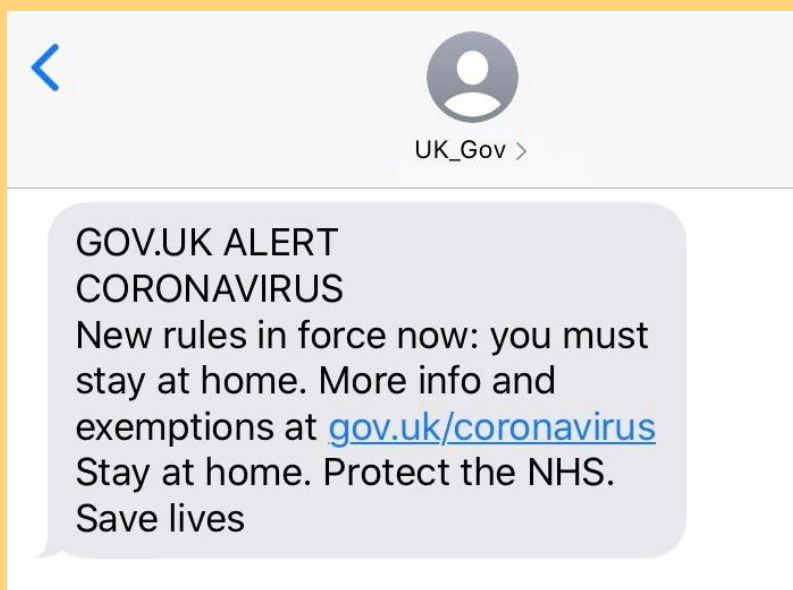 UK_Gov >
GOV.UK ALERT
CORONAVIRUS
New rules in force now: you must
stay at home. More info and
exemptions at gov.uk/coronavirus
Stay at home. Protect the NHS.
Save lives